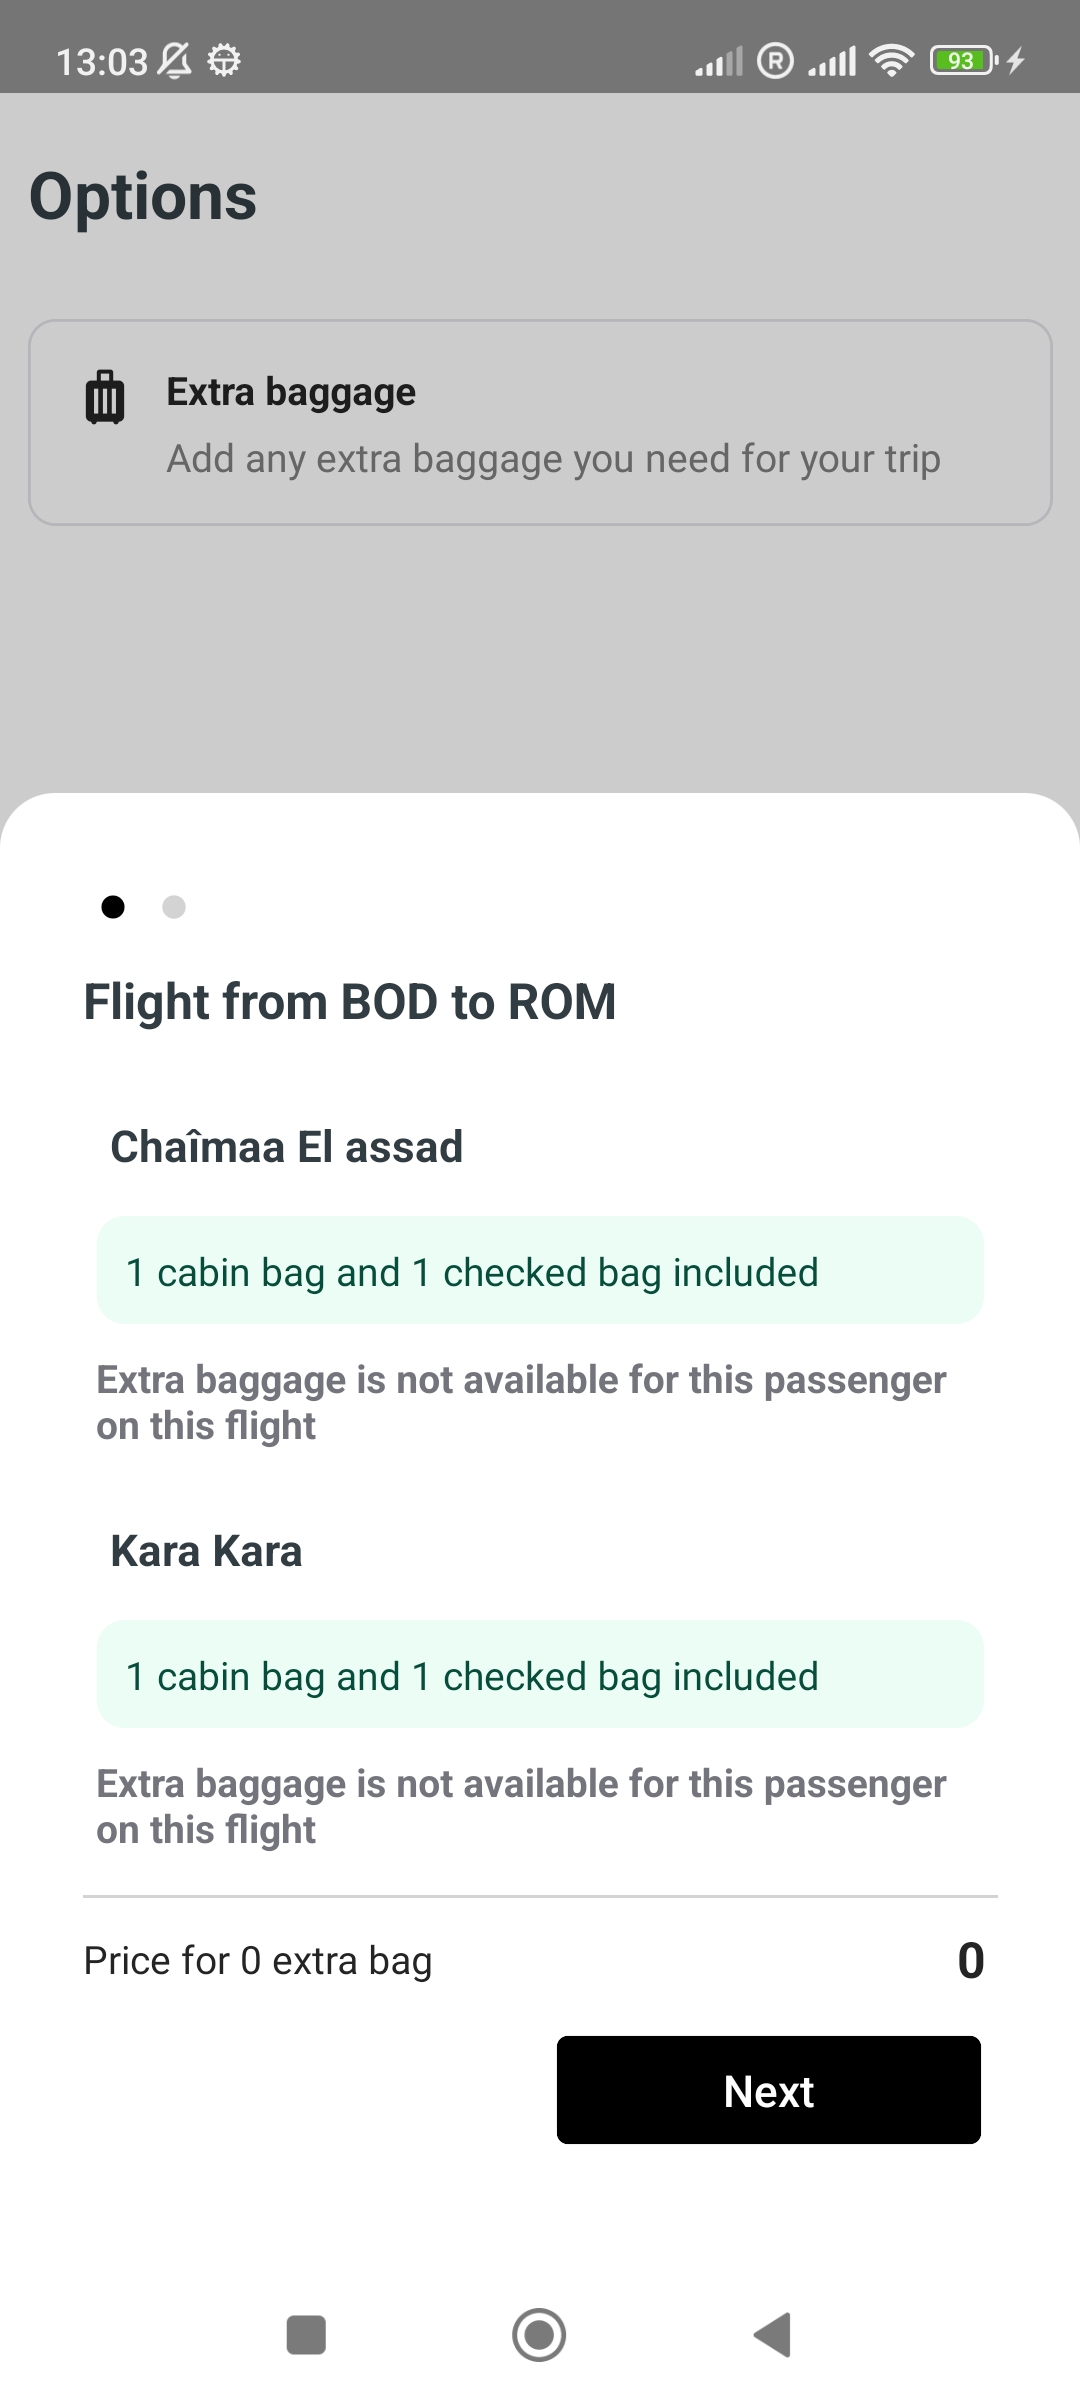 13:03
R
93
Options
Extra baggage
Add any extra baggage you need for your trip
Flight from BOD to ROM
Chaîmaa El assad
1 cabin bag and 1 checked bag included
Extra baggage is not available for this passenger
on this flight
Kara Kara
1 cabin bag and 1 checked bag included
Extra baggage is not available for this passenger
on this flight
Price for 0 extra bag 0
Next